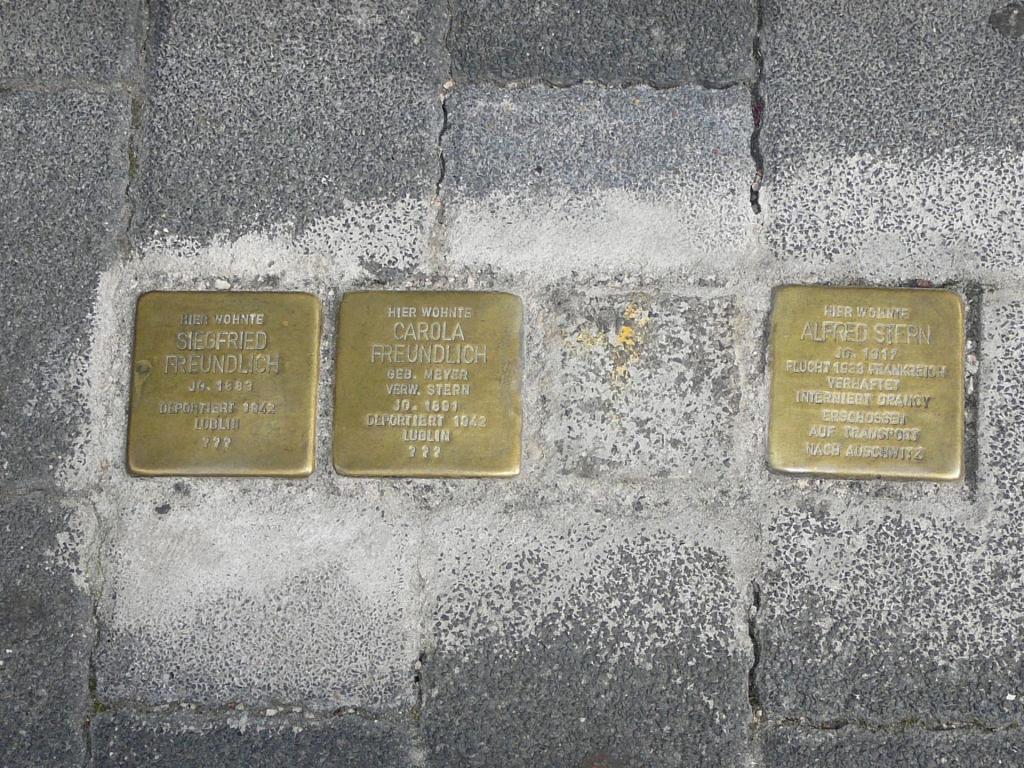 HIER WOHNTE
SIEGFRIED
FREUNDLICH
JG. 1883
DEPORTIERT 1942
LUBLIN
???
HIER WOHNTE
CAROLA
FREUNDLICH
GEB. MEYER
VERW. STERN
JG. 1891
DEPORTIERT 1942
LUBLIN
???
HIER WOHNTE
ALFRED STERN
JG. 1917
FLUCHT 1933 FRANKREICH
VERHAFTET
INTERNIERT DRANCY
ERSCHOSSEN
AUF TRANSPORT
NACH AUSCHWITZ